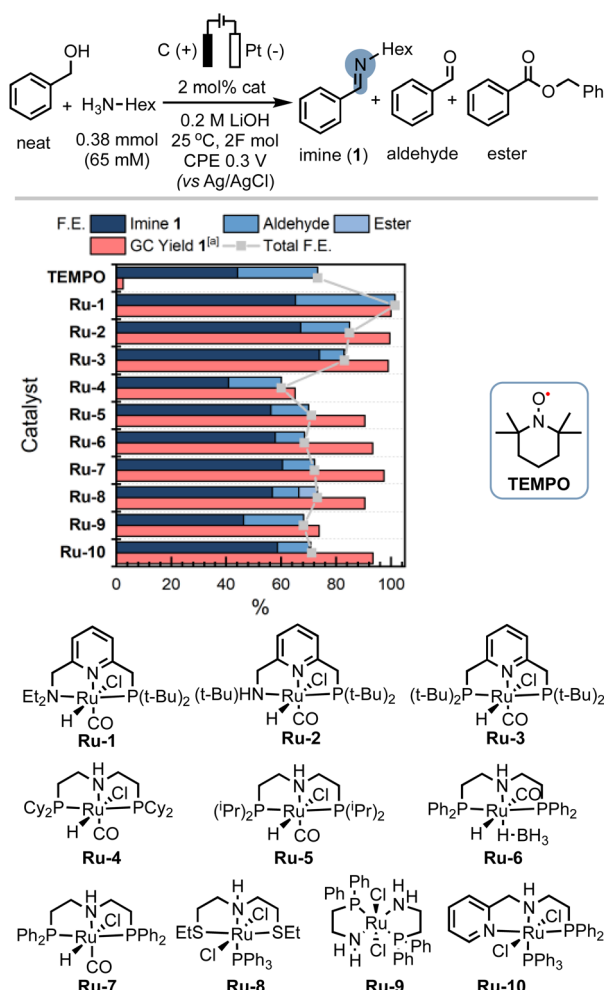 OH
C (+) Pt (-)
Hex
N
O
O
2 mol% cat
+ H₃N-Hex
+ + O Ph
0.2 M LiOH
neat 0.38 mmol 25 °C, 2F mol imine (1) aldehyde ester
(65 mM) CPE 0.3 V
(vs Ag/AgCl)
F.E. Imine 1 Aldehyde Ester
GC Yield 1[a] Total F.E.
TEMPO
Ru-1
Ru-2
Ru-3
Ru-4
Ru-5
Ru-6
Ru-7
Ru-8
Ru-9
Ru-10
Catalyst
0 20 40 60 80 100
%
O•
N
TEMPO
N Cl
Et₂N Ru P(t-Bu)₂
H CO
Ru-1
N Cl
(t-Bu)HN Ru P(t-Bu)₂
H CO
Ru-2
N Cl
(t-Bu)₂P Ru P(t-Bu)₂
H CO
Ru-3
H
N Cl
Cy₂P Ru PCy₂
H CO
Ru-4
H
N Cl
(ⁱPr)₂P Ru P(ⁱPr)₂
H CO
Ru-5
H
N CO
Ph₂P Ru PPh₂
H H-BH₃
Ru-6
H
N Cl
Ph₂P Ru PPh₂
H CO
Ru-7
H
N Cl
EtS Ru SEt
Cl PPh₃
Ru-8
Ph Cl H
Ph P N H
Ru
N P Ph
H H Cl Ph
Ru-9
H
N Cl
N Ru PPh₂
Cl PPh₃
Ru-10